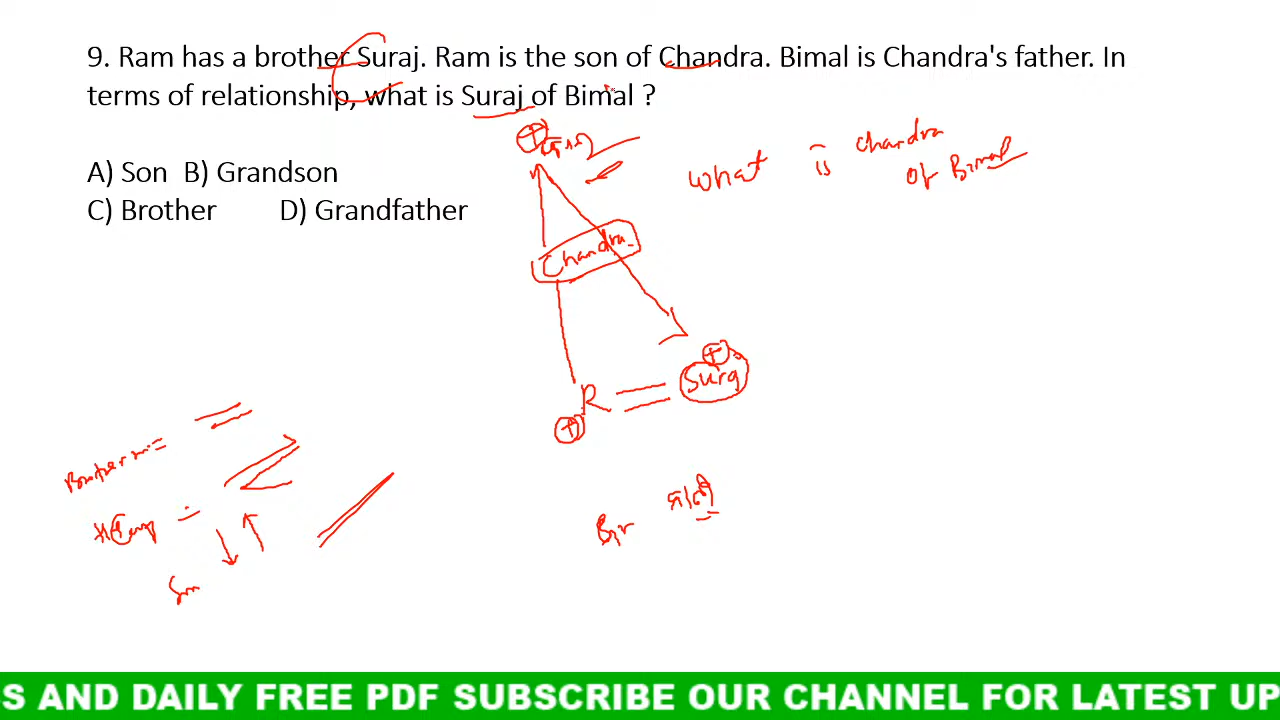 9. Ram has a brother Suraj. Ram is the son of Chandra. Bimal is Chandra's father. In
terms of relationship, what is Suraj of Bimal ?
A) Son B) Grandson
C) Brother D) Grandfather
what is chandra
of Bimal
Chandra
R = Suraj
S AND DAILY FREE PDF SUBSCRIBE OUR CHANNEL FOR LATEST UP